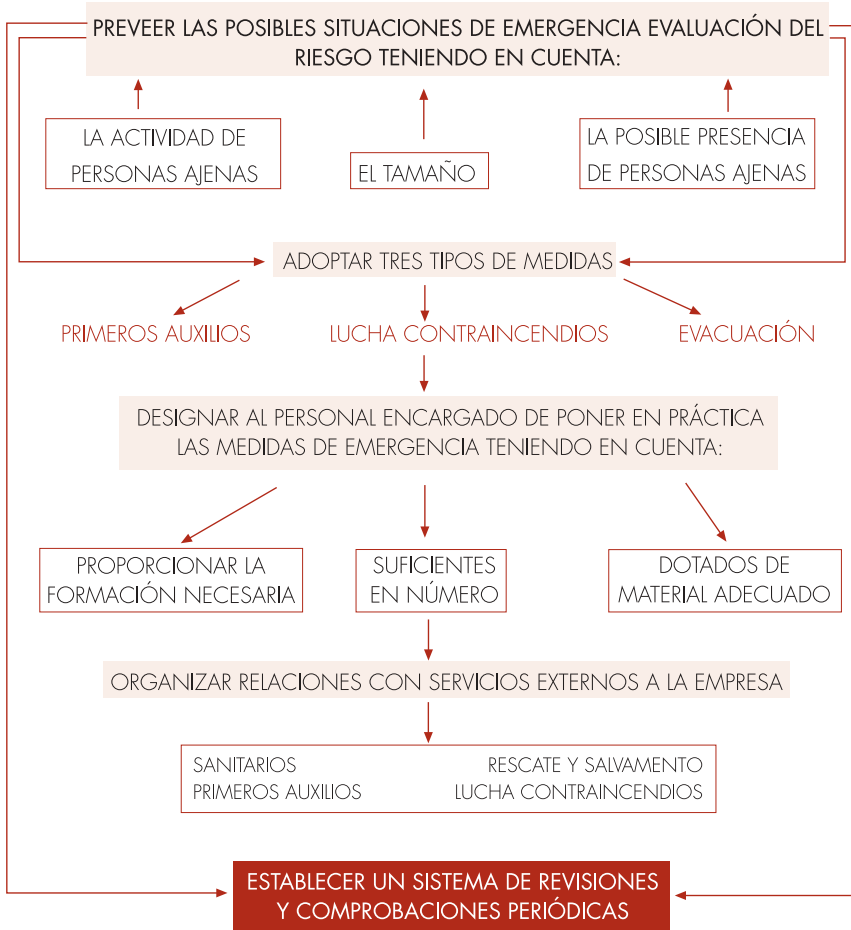 PREVEER LAS POSIBLES SITUACIONES DE EMERGENCIA EVALUACIÓN DEL
RIESGO TENIENDO EN CUENTA:
LA ACTIVIDAD DE
PERSONAS AJENAS
EL TAMAÑO
LA POSIBLE PRESENCIA
DE PERSONAS AJENAS
ADOPTAR TRES TIPOS DE MEDIDAS
PRIMEROS AUXILIOS
LUCHA CONTRAINCENDIOS
EVACUACIÓN
DESIGNAR AL PERSONAL ENCARGADO DE PONER EN PRÁCTICA
LAS MEDIDAS DE EMERGENCIA TENIENDO EN CUENTA:
PROPORCIONAR LA
FORMACIÓN NECESARIA
SUFICIENTES
EN NÚMERO
DOTADOS DE
MATERIAL ADECUADO
ORGANIZAR RELACIONES CON SERVICIOS EXTERNOS A LA EMPRESA
SANITARIOS
PRIMEROS AUXILIOS
RESCATE Y SALVAMENTO
LUCHA CONTRAINCENDIOS
ESTABLECER UN SISTEMA DE REVISIONES
Y COMPROBACIONES PERIÓDICAS